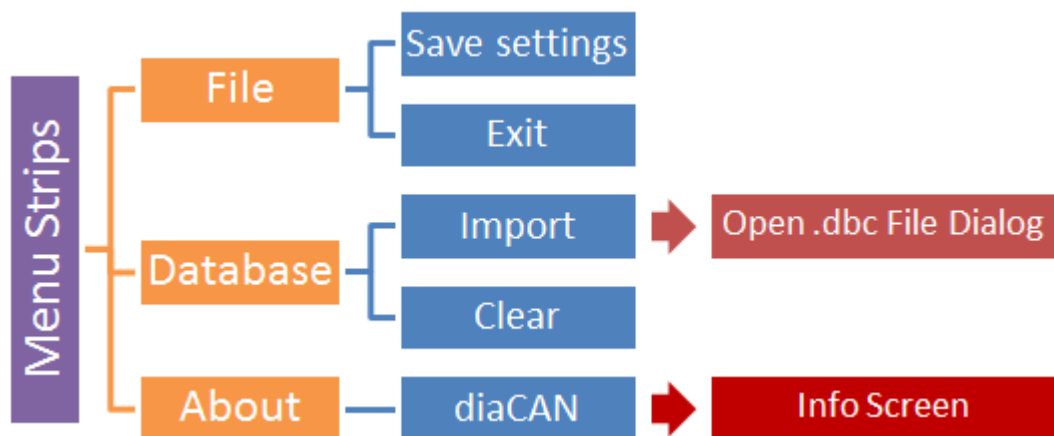 Menu Strips
File
Save settings
Exit
Database
Import
Open .dbc File Dialog
Clear
About
diaCAN
Info Screen